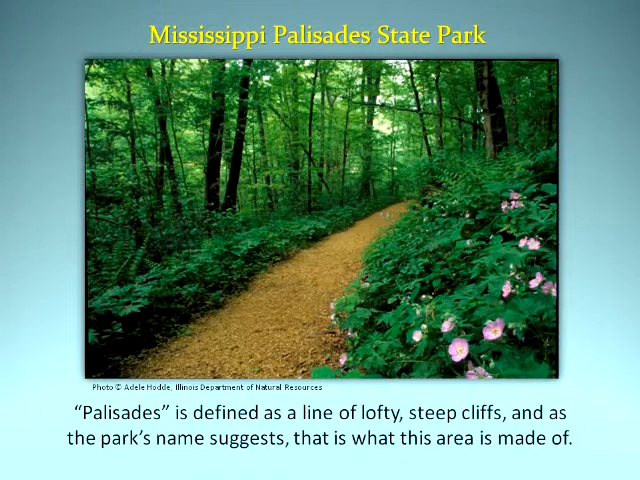 Mississippi Palisades State Park
Photo © Adele Hodde, Illinois Department of Natural Resources
“Palisades” is defined as a line of lofty, steep cliffs, and as
the park’s name suggests, that is what this area is made of.